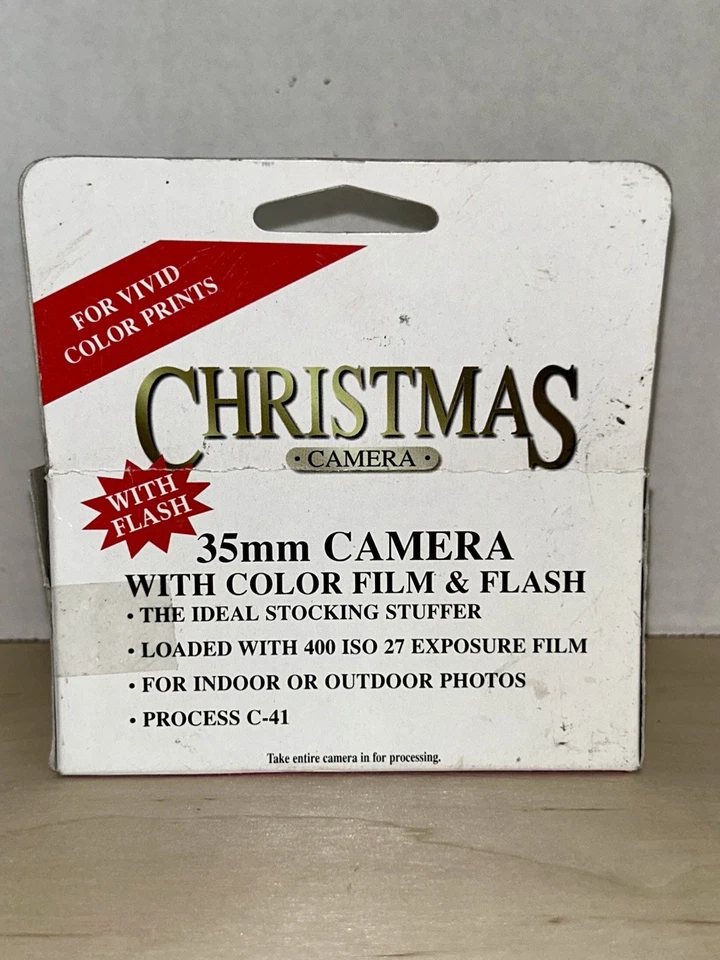 FOR VIVID
COLOR PRINTS
CHRISTMAS
• CAMERA •
WITH
FLASH
35mm CAMERA
WITH COLOR FILM & FLASH
• THE IDEAL STOCKING STUFFER
• LOADED WITH 400 ISO 27 EXPOSURE FILM
• FOR INDOOR OR OUTDOOR PHOTOS
• PROCESS C-41
Take entire camera in for processing.